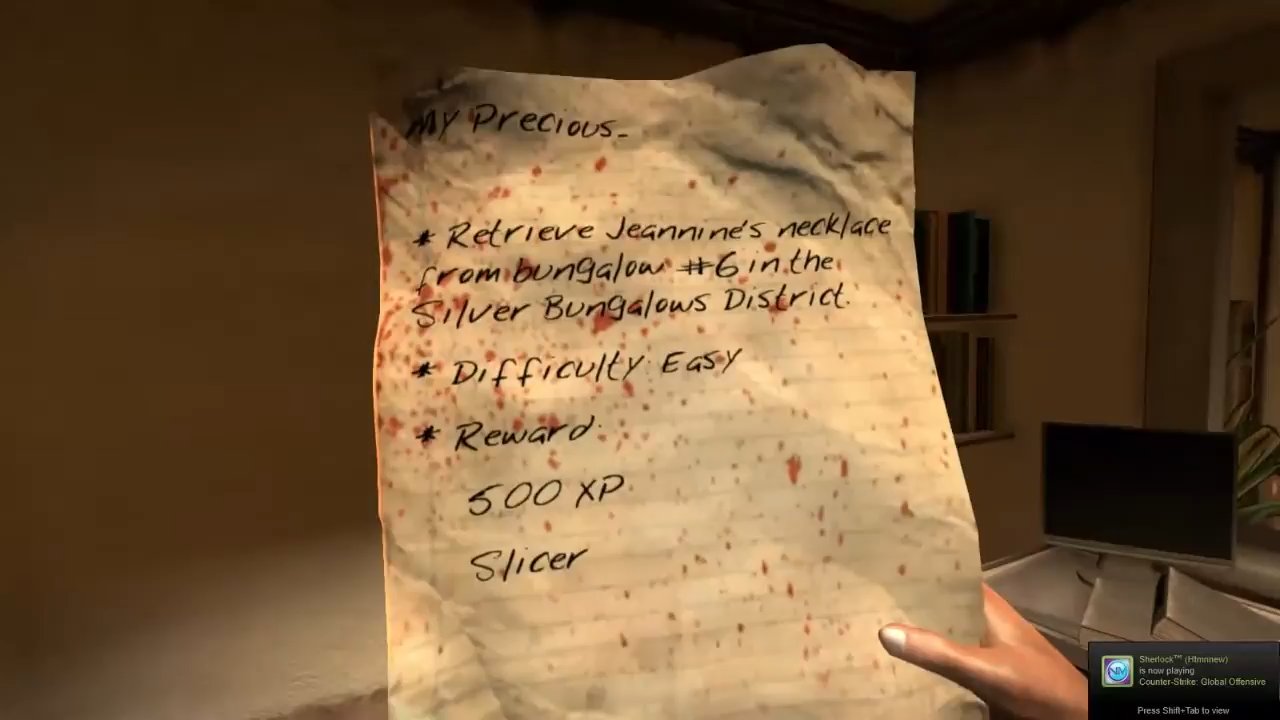 My Precious_
* Retrieve Jeannine's necklace
from bungalow #6 in the
Silver Bungalows District.
* Difficulty: Easy
* Reward:
500 XP
Slicer
Sherlock™ (Htmnnew)
is now playing
Counter-Strike: Global Offensive
Press Shift+Tab to view